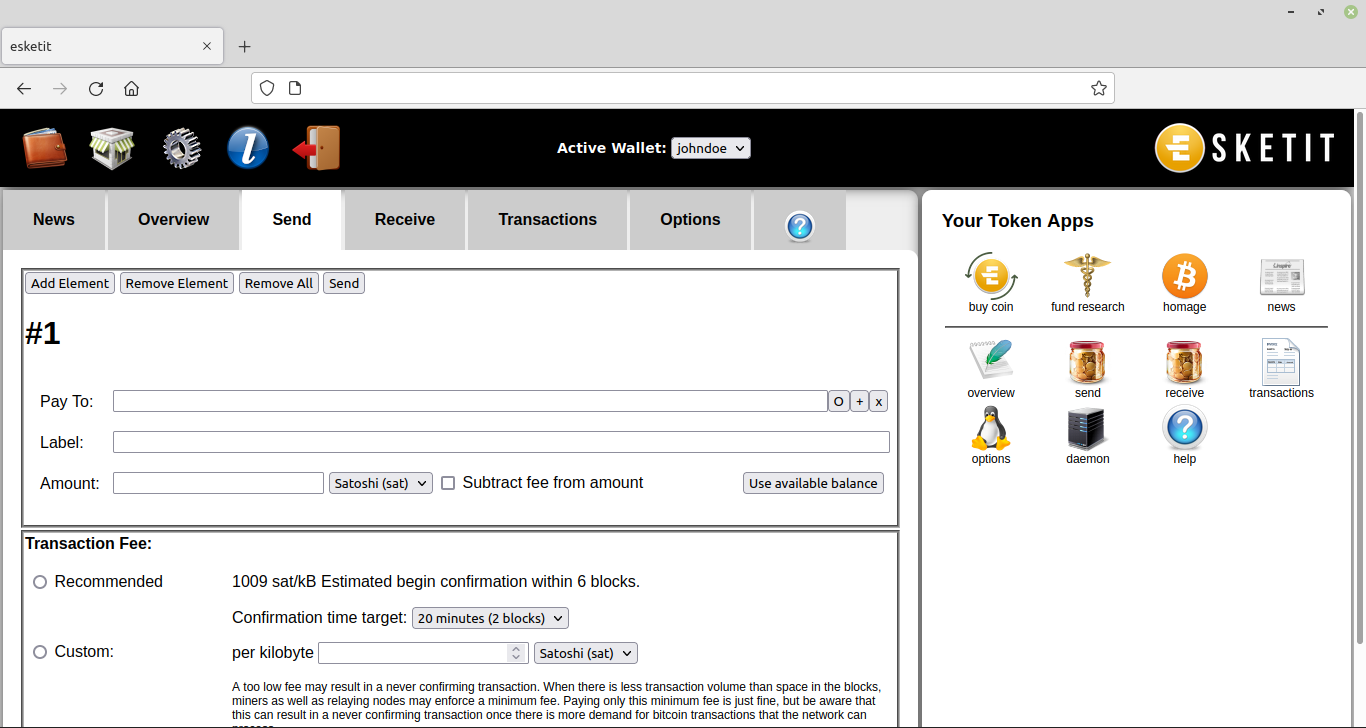 esketit
Active Wallet: johndoe
SKETIT
News Overview Send Receive Transactions Options
Add Element Remove Element Remove All Send
#1
Pay To: O + x
Label:
Amount: Satoshi (sat) Subtract fee from amount Use available balance
Transaction Fee:
Recommended 1009 sat/kB Estimated begin confirmation within 6 blocks.
Confirmation time target: 20 minutes (2 blocks)
Custom: per kilobyte Satoshi (sat)
A too low fee may result in a never confirming transaction. When there is less transaction volume than space in the blocks,
miners as well as relaying nodes may enforce a minimum fee. Paying only this minimum fee is just fine, but be aware that
this can result in a never confirming transaction once there is more demand for bitcoin transactions that the network can
Your Token Apps
buy coin fund research homage news
overview send receive transactions
options daemon help